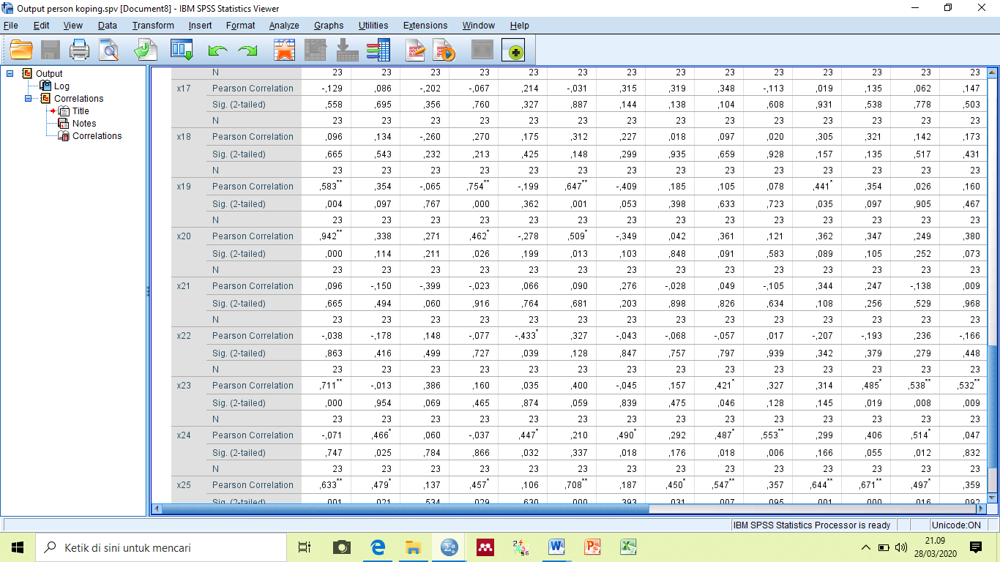 Output person koping.spv [Document8] - IBM SPSS Statistics Viewer
File Edit View Data Transform Insert Format Analyze Graphs Utilities Extensions Window Help
Output
Log
Correlations
Title
Notes
Correlations
N 23 23 23 23 23 23 23 23 23 23 23 23 23 23
x17 Pearson Correlation -,129 ,086 -,202 -,067 ,214 -,031 ,315 ,319 ,348 -,113 ,019 ,135 ,062 ,147
Sig. (2-tailed) ,558 ,695 ,356 ,760 ,327 ,887 ,144 ,138 ,104 ,608 ,931 ,538 ,778 ,503
N 23 23 23 23 23 23 23 23 23 23 23 23 23 23
x18 Pearson Correlation ,096 ,134 -,260 ,270 ,175 ,312 ,227 ,018 ,097 ,020 ,305 ,321 ,142 ,173
Sig. (2-tailed) ,665 ,543 ,232 ,213 ,425 ,148 ,299 ,935 ,659 ,928 ,157 ,135 ,517 ,431
N 23 23 23 23 23 23 23 23 23 23 23 23 23 23
x19 Pearson Correlation ,583** ,354 -,065 ,754** -,199 ,647** -,409 ,185 ,105 ,078 ,441* ,354 ,026 ,160
Sig. (2-tailed) ,004 ,097 ,767 ,000 ,362 ,001 ,053 ,398 ,633 ,723 ,035 ,097 ,905 ,467
N 23 23 23 23 23 23 23 23 23 23 23 23 23 23
x20 Pearson Correlation ,942** ,338 ,271 ,462* -,278 ,509* -,349 ,042 ,361 ,121 ,362 ,347 ,249 ,380
Sig. (2-tailed) ,000 ,114 ,211 ,026 ,199 ,013 ,103 ,848 ,091 ,583 ,089 ,105 ,252 ,073
N 23 23 23 23 23 23 23 23 23 23 23 23 23 23
x21 Pearson Correlation ,096 -,150 -,399 -,023 ,066 ,090 ,276 -,028 ,049 -,105 ,344 ,247 -,138 ,009
Sig. (2-tailed) ,665 ,494 ,060 ,916 ,764 ,681 ,203 ,898 ,826 ,634 ,108 ,256 ,529 ,968
N 23 23 23 23 23 23 23 23 23 23 23 23 23 23
x22 Pearson Correlation -,038 -,178 ,148 -,077 -,433* ,327 -,043 -,068 -,057 ,017 -,207 -,193 ,236 -,166
Sig. (2-tailed) ,863 ,416 ,499 ,727 ,039 ,128 ,847 ,757 ,797 ,939 ,342 ,379 ,279 ,448
N 23 23 23 23 23 23 23 23 23 23 23 23 23 23
x23 Pearson Correlation ,711** -,013 ,386 ,160 ,035 ,400 -,045 ,157 ,421* ,327 ,314 ,485* ,538** ,532**
Sig. (2-tailed) ,000 ,954 ,069 ,465 ,874 ,059 ,839 ,475 ,046 ,128 ,145 ,019 ,008 ,009
N 23 23 23 23 23 23 23 23 23 23 23 23 23 23
x24 Pearson Correlation -,071 ,466* ,060 -,037 ,447* ,210 ,490* ,292 ,487* ,553** ,299 ,406 ,514* ,047
Sig. (2-tailed) ,747 ,025 ,784 ,866 ,032 ,337 ,018 ,176 ,018 ,006 ,166 ,055 ,012 ,832
N 23 23 23 23 23 23 23 23 23 23 23 23 23 23
x25 Pearson Correlation ,633** ,479* ,137 ,457* ,106 ,708** ,187 ,450* ,547** ,357 ,644** ,671** ,497* ,359
Sig. (2-tailed) ,001 ,021 ,534 ,029 ,630 ,000 ,393 ,031 ,007 ,095 ,001 ,000 ,016 ,092
IBM SPSS Statistics Processor is ready Unicode:ON
Ketik di sini untuk mencari
21.09
28/03/2020